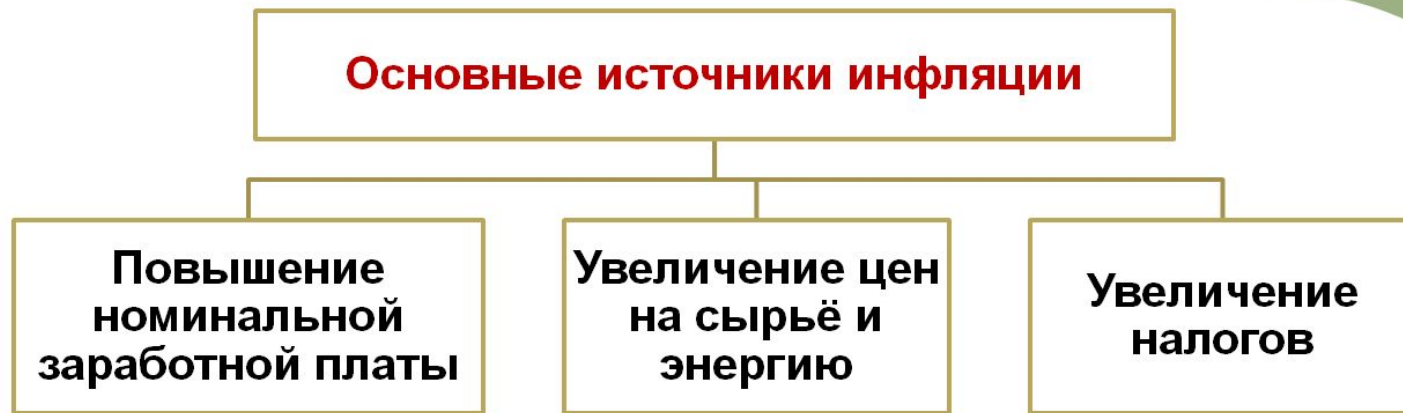 Основные источники инфляции
Повышение
номинальной
заработной платы
Увеличение цен
на сырьё и
энергию
Увеличение
налогов